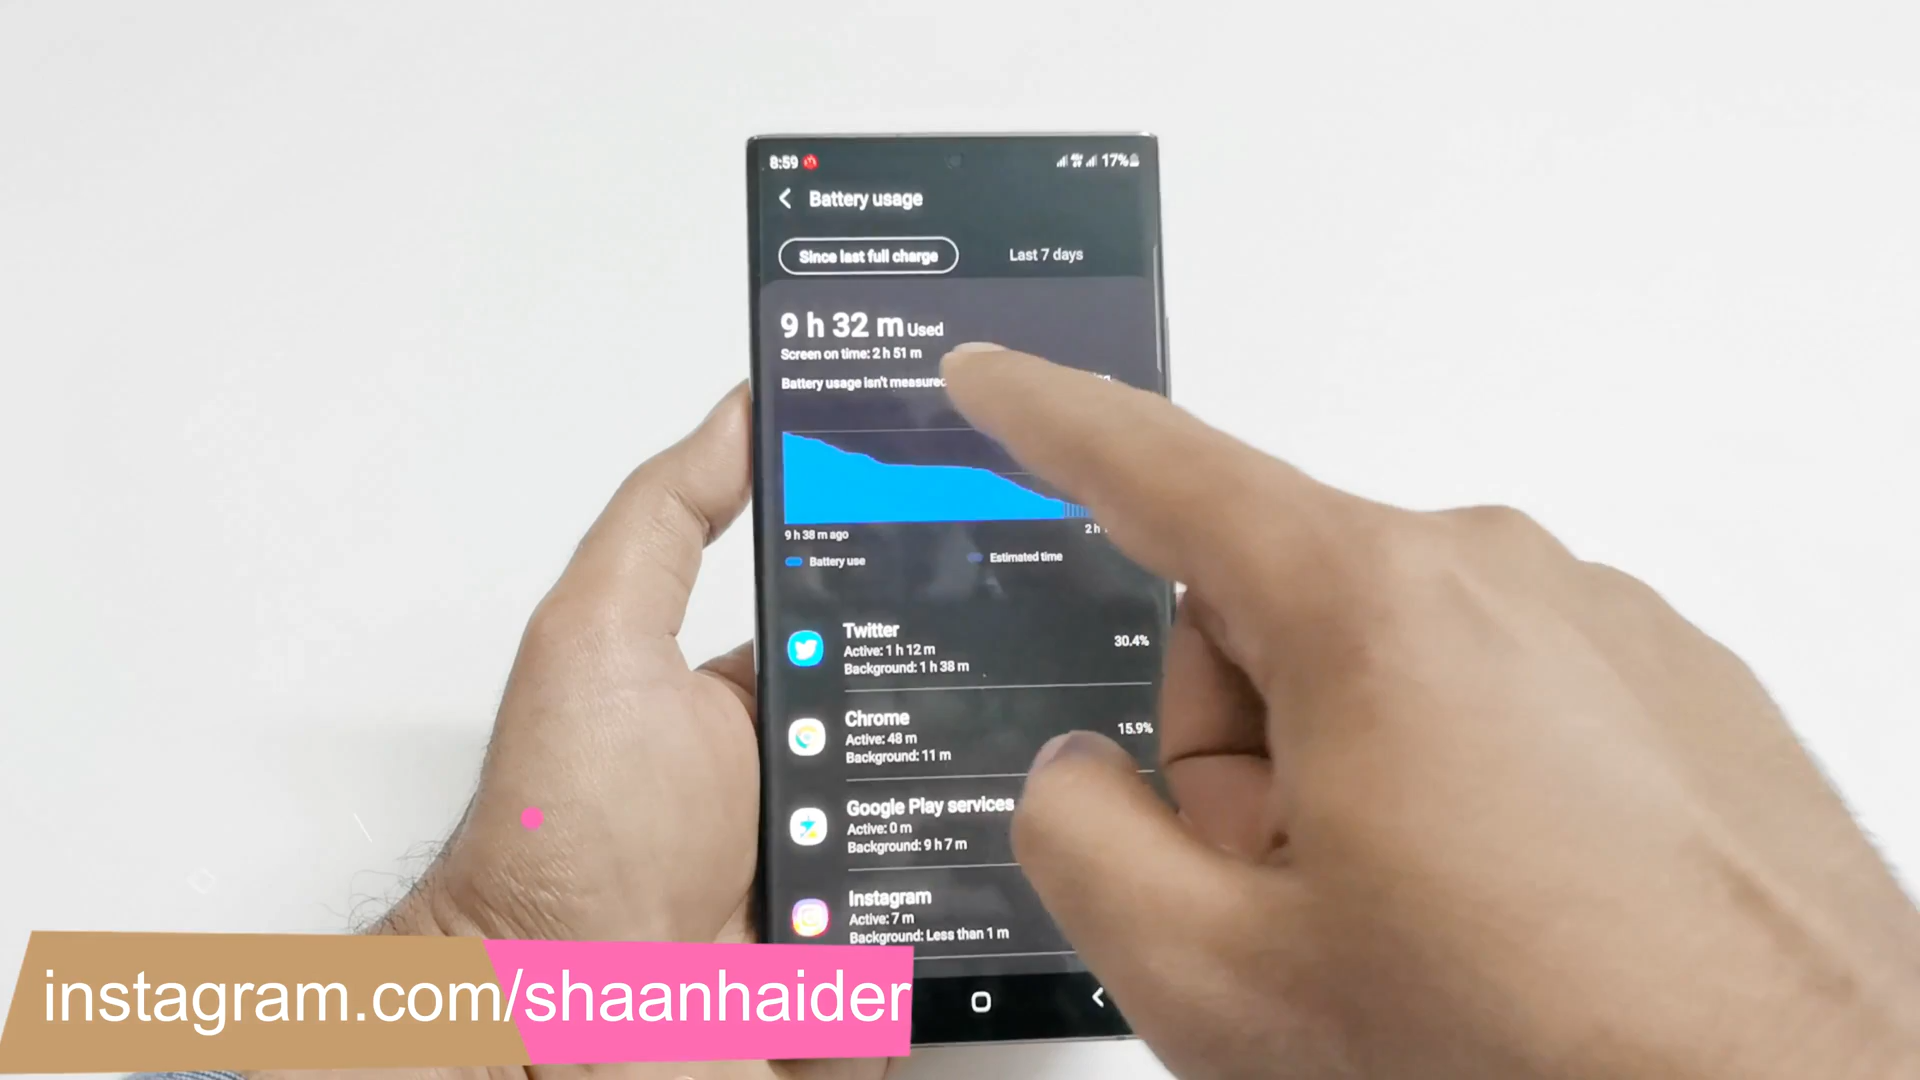 8:59
17%
Battery usage
Since last full charge
Last 7 days
9 h 32 m Used
Screen on time: 2 h 51 m
Battery usage isn't measured
9 h 38 m ago
2 h
Battery use
Estimated time
Twitter
Active: 1 h 12 m
30.4%
Background: 1 h 38 m
Chrome
Active: 48 m
15.9%
Background: 11 m
Google Play services
Active: 0 m
Background: 9 h 7 m
Instagram
Active: 7 m
Background: Less than 1 m
instagram.com/shaanhaider